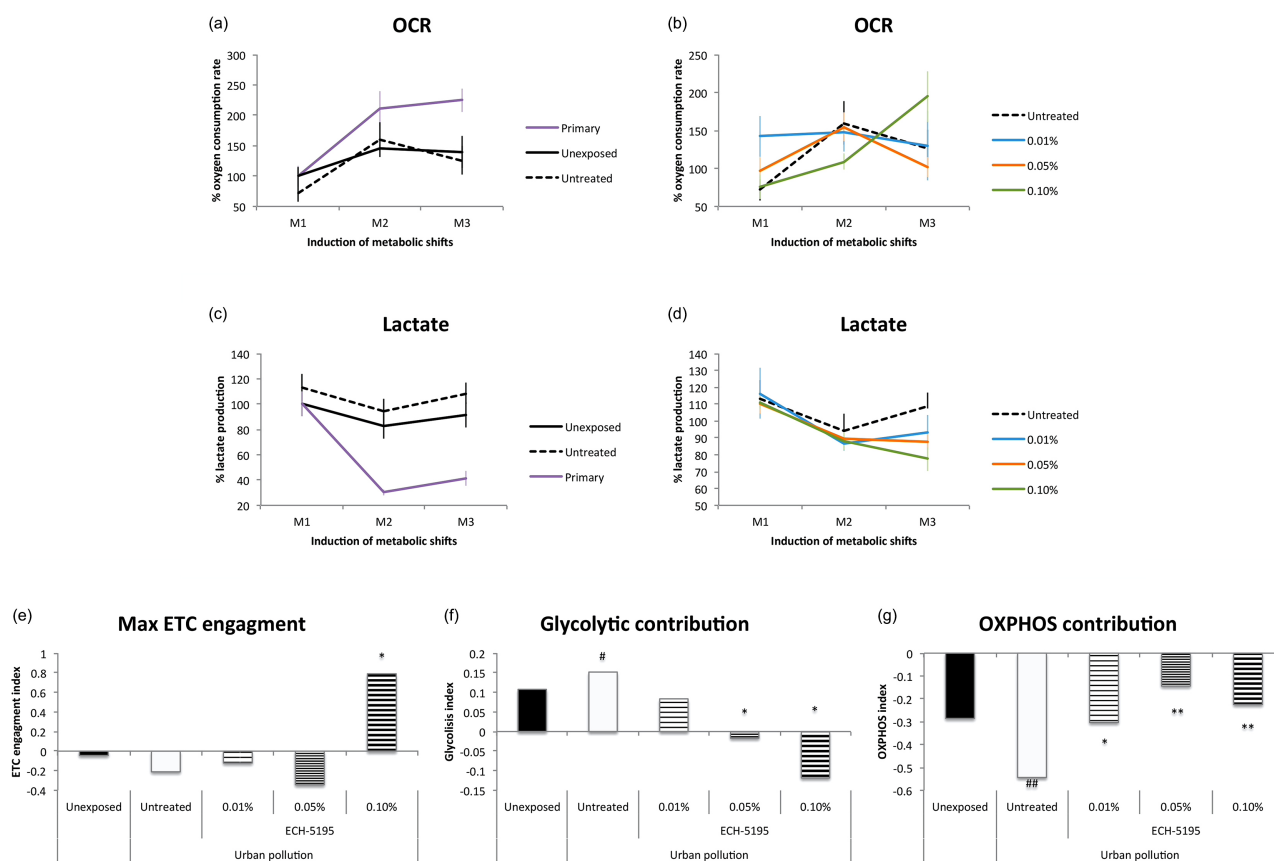 (a)
OCR
% oxygen consumption rate
300
250
200
150
100
50
M1 M2 M3
Induction of metabolic shifts
Primary
Unexposed
Untreated
(b)
OCR
% oxygen consumption rate
250
200
150
100
50
M1 M2 M3
Induction of metabolic shifts
Untreated
0.01%
0.05%
0.10%
(c)
Lactate
% lactate production
140
120
100
80
60
40
20
M1 M2 M3
Induction of metabolic shifts
Unexposed
Untreated
Primary
(d)
Lactate
% lactate production
140
130
120
110
100
90
80
70
60
50
M1 M2 M3
Induction of metabolic shifts
Untreated
0.01%
0.05%
0.10%
(e)
Max ETC engagment
ETC engagment index
1
0.8
0.6
0.4
0.2
0
-0.2
-0.4
*
Unexposed Untreated 0.01% 0.05% 0.10%
ECH-5195
Urban pollution
(f)
Glycolytic contribution
Glycolisis index
0.2
0.15
0.1
0.05
0
-0.05
-0.1
-0.15
#
*
*
Unexposed Untreated 0.01% 0.05% 0.10%
ECH-5195
Urban pollution
(g)
OXPHOS contribution
OXPHOS index
0
-0.1
-0.2
-0.3
-0.4
-0.5
-0.6
##
*
**
**
Unexposed Untreated 0.01% 0.05% 0.10%
ECH-5195
Urban pollution